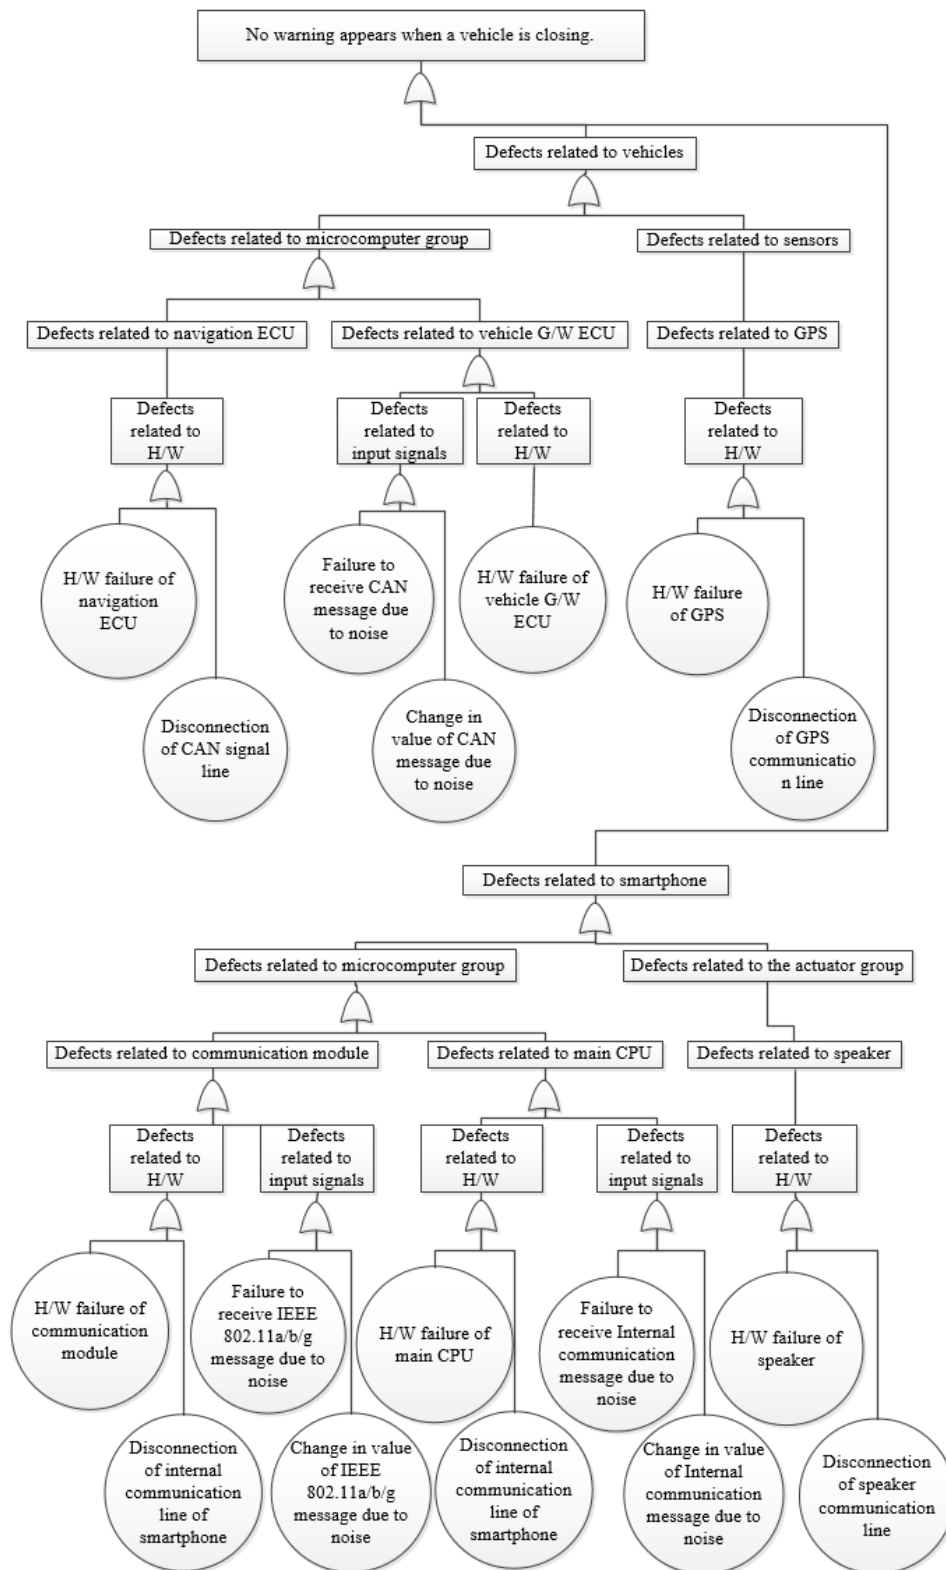 No warning appears when a vehicle is closing.
Defects related to vehicles
Defects related to microcomputer group
Defects related to sensors
Defects related to navigation ECU
Defects related to vehicle G/W ECU
Defects related to GPS
Defects
related to
H/W
Defects
related to
input signals
Defects
related to
H/W
Defects
related to
H/W
H/W failure of
navigation
ECU
Failure to
receive CAN
message due
to noise
H/W failure of
vehicle G/W
ECU
H/W failure
of GPS
Disconnection
of CAN signal
line
Change in
value of CAN
message due
to noise
Disconnection
of GPS
communicatio
n line
Defects related to smartphone
Defects related to microcomputer group
Defects related to the actuator group
Defects related to communication module
Defects related to main CPU
Defects related to speaker
Defects
related to
H/W
Defects
related to
input signals
Defects
related to
H/W
Defects
related to
input signals
Defects
related to
H/W
H/W failure of
communication
module
Failure to
receive IEEE
802.11a/b/g
message due to
noise
H/W failure of
main CPU
Failure to
receive Internal
communication
message due to
noise
H/W failure of
speaker
Disconnection
of internal
communication
line of
smartphone
Change in value
of IEEE
802.11a/b/g
message due to
noise
Disconnection
of internal
communication
line of
smartphone
Change in value
of Internal
communication
message due to
noise
Disconnection
of speaker
communication
line